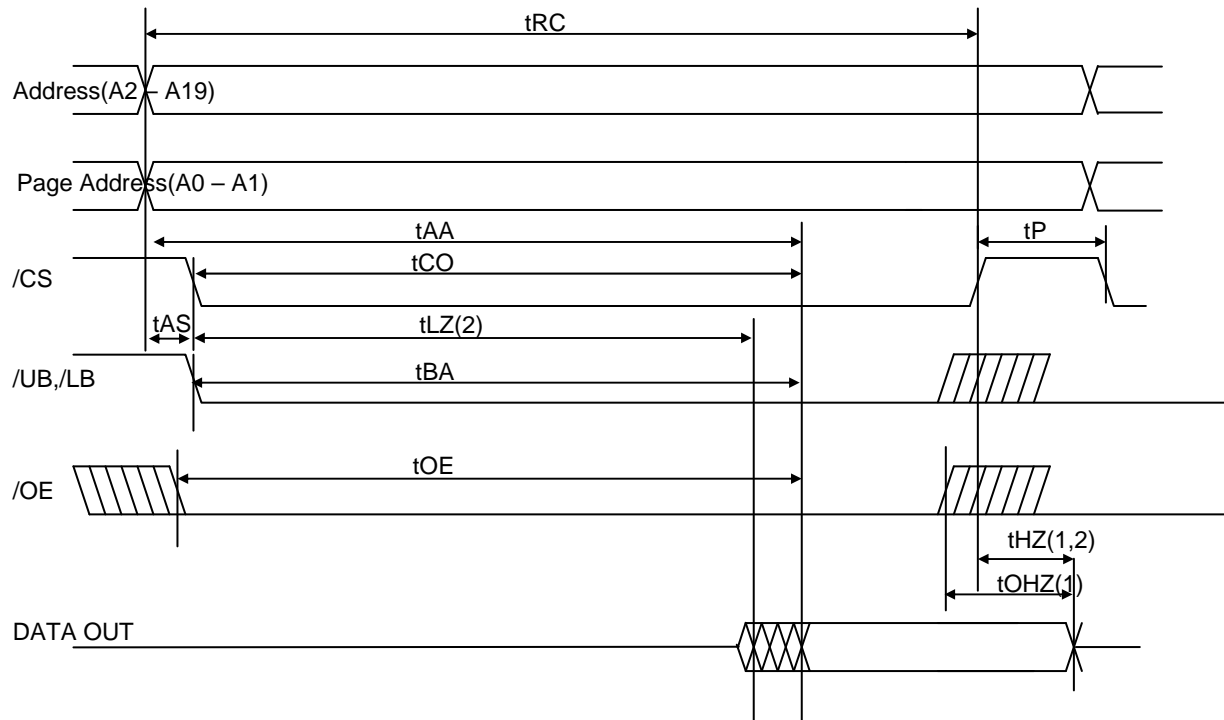 tRC
Address(A2 – A19)
Page Address(A0 – A1)
tAA
tP
tCO
/CS
tAS
tLZ(2)
/UB,/LB
tBA
tOE
/OE
tHZ(1,2)
tOHZ(1)
DATA OUT